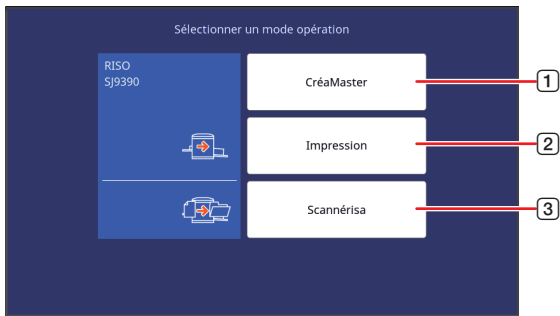 Sélectionner un mode opération
RISO
SJ9390
CréaMaster
1
Impression
2
Scannérisa
3